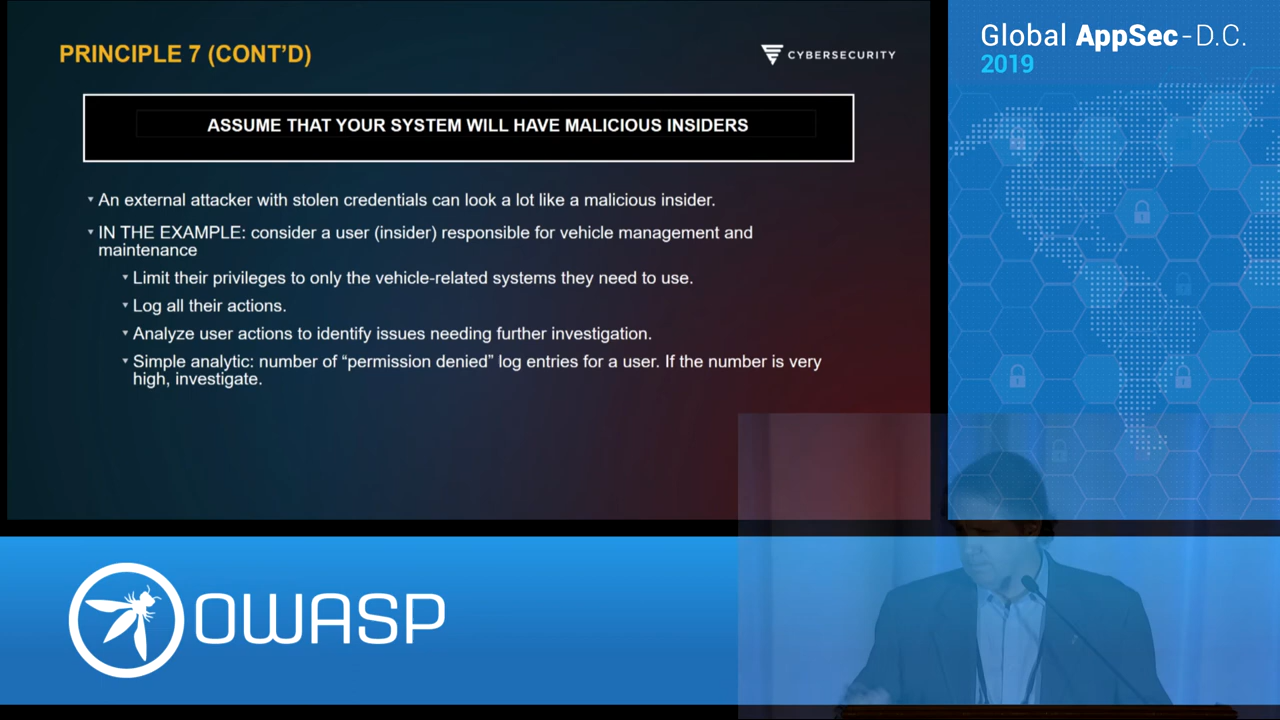 PRINCIPLE 7 (CONT’D)
CYBERSECURITY
ASSUME THAT YOUR SYSTEM WILL HAVE MALICIOUS INSIDERS
An external attacker with stolen credentials can look a lot like a malicious insider.
IN THE EXAMPLE: consider a user (insider) responsible for vehicle management and
maintenance
Limit their privileges to only the vehicle-related systems they need to use.
Log all their actions.
Analyze user actions to identify issues needing further investigation.
Simple analytic: number of “permission denied” log entries for a user. If the number is very
high, investigate.
Global AppSec - D.C.
2019
OWASP